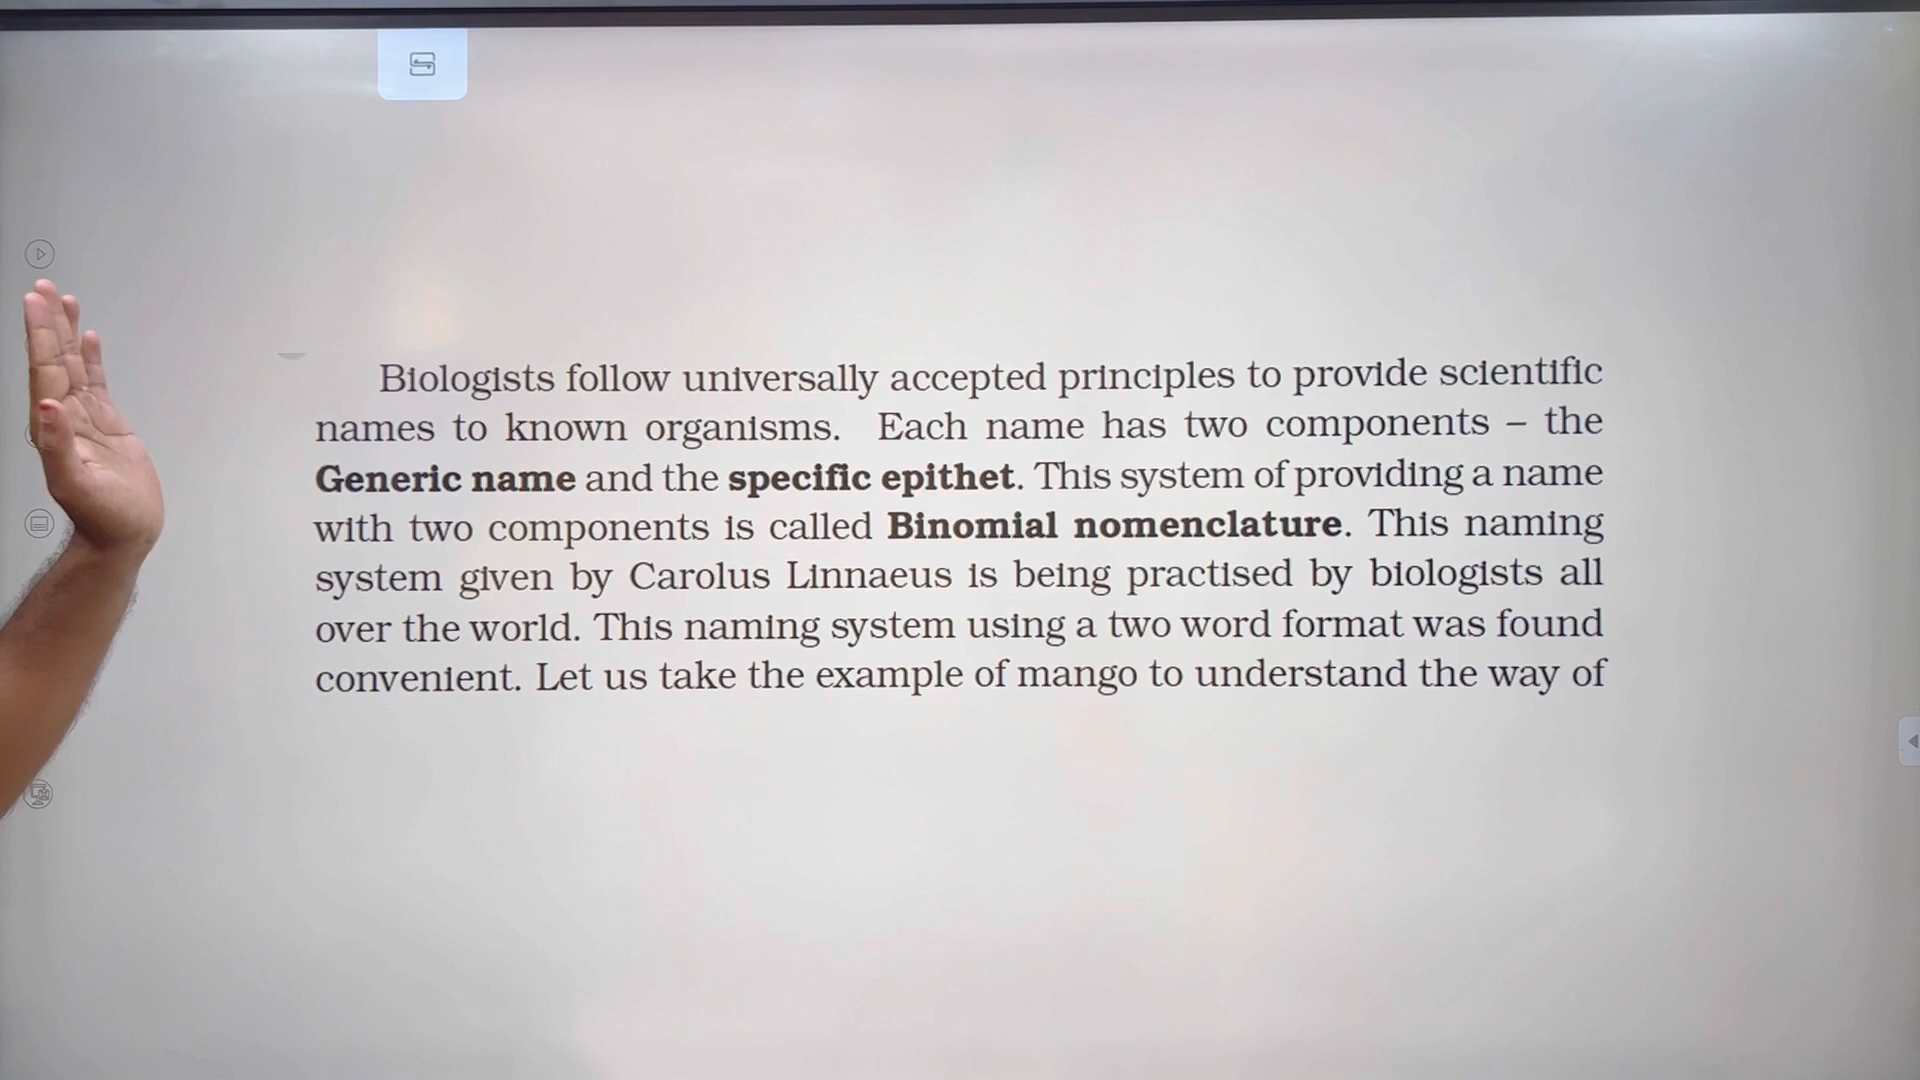 Biologists follow universally accepted principles to provide scientific
names to known organisms. Each name has two components – the
Generic name and the specific epithet. This system of providing a name
with two components is called Binomial nomenclature. This naming
system given by Carolus Linnaeus is being practised by biologists all
over the world. This naming system using a two word format was found
convenient. Let us take the example of mango to understand the way of